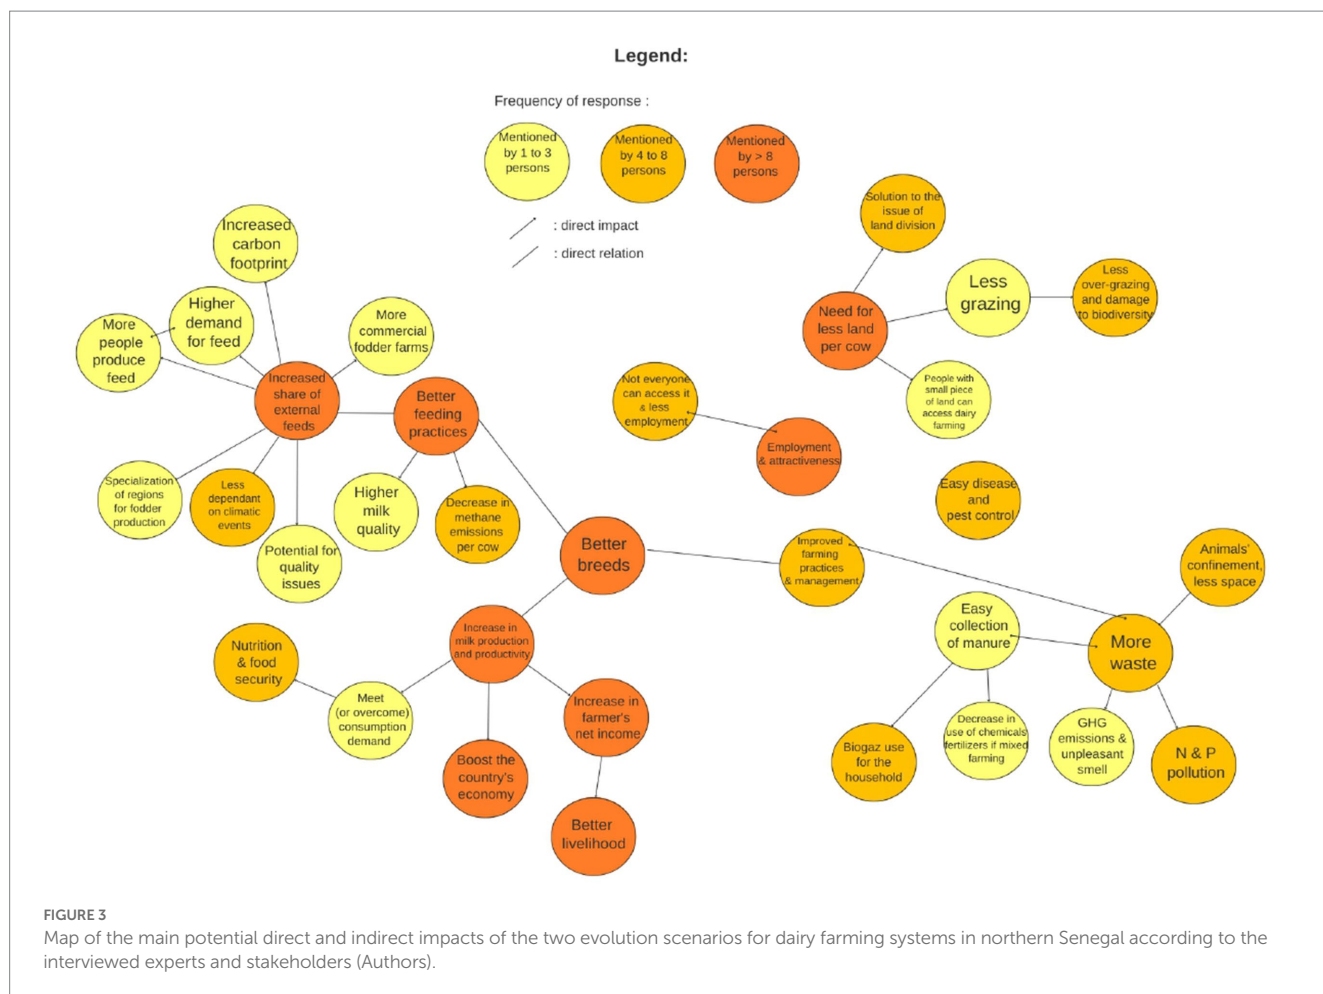 Legend:
Frequency of response :
Mentioned
by 1 to 3
persons
Mentioned
by 4 to 8
persons
Mentioned
by > 8
persons
: direct impact
: direct relation
Increased
carbon
footprint
Higher
demand
for feed
More
people
produce
feed
More
commercial
fodder farms
Increased
share of
external
feeds
Better
feeding
practices
Specialization
of regions
for fodder
production
Less
dependant
on climatic
events
Potential for
quality
issues
Higher
milk
quality
Decrease in
methane
emissions
per cow
Solution to the
issue of
land division
Less
grazing
Less
over-grazing
and damage
to biodiversity
Need for
less land
per cow
People with
small piece
of land can
access dairy
farming
Not everyone
can access it
& less
employment
Employment
& attractiveness
Easy disease
and
pest control
Better
breeds
Improved
farming
practices
& management
Animals'
confinement,
less space
Easy
collection
of manure
More
waste
Increase in
milk production
and productivity
Nutrition
& food
security
Meet
(or overcome)
consumption
demand
Increase in
farmer's
net income
Boost the
country's
economy
Better
livelihood
Biogaz use
for the
household
Decrease in
use of chemicals
fertilizers if mixed
farming
GHG
emissions &
unpleasant
smell
N & P
pollution
FIGURE 3
Map of the main potential direct and indirect impacts of the two evolution scenarios for dairy farming systems in northern Senegal according to the
interviewed experts and stakeholders (Authors).